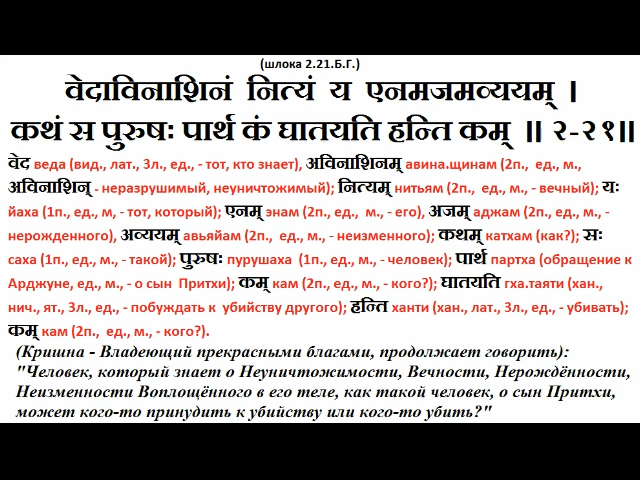 (шлока 2.21.Б.Г.)
वेदाविनाशिनं नित्यं य एनमजमव्ययम् ।
कथं स पुरुषः पार्थ कं घातयति हन्ति कम् ॥ २-२१॥
वेद веда (вид., лат., 3л., ед., - тот, кто знает), अविनाशिनम् авина.щинам (2п., ед., м.,
अविनाशिन् - неразрушимый, неуничтожимый); नित्यम् нитьям (2п., ед., м., - вечный); यः
йаха (1п., ед., м, - тот, который); एनम् энам (2п., ед., м., - его), अजम् аджам (2п., ед., м., -
нерожденного), अव्ययम् авьяйам (2п., ед., м., - неизменного); कथम् катхам (как?); सः
саха (1п., ед., м., - такой); पुरुषः пурушаха (1п., ед., м., - человек); पार्थ партха (обращение к
Арджуне, ед., м., - о сын Притхи); कम् кам (2п., ед., м., - кого?); घातयति гха.таяти (хан.,
нич., ят., 3л., ед., - побуждать к убийству другого); हन्ति ханти (хан., лат., 3л., ед., - убивать);
कम् кам (2п., ед., м., - кого?).
(Кришна - Владеющий прекрасными благами, продолжает говорить):
"Человек, который знает о Неуничтожимости, Вечности, Нерождённости,
Неизменности Воплощённого в его теле, как такой человек, о сын Притхи,
может кого-то принудить к убийству или кого-то убить?"